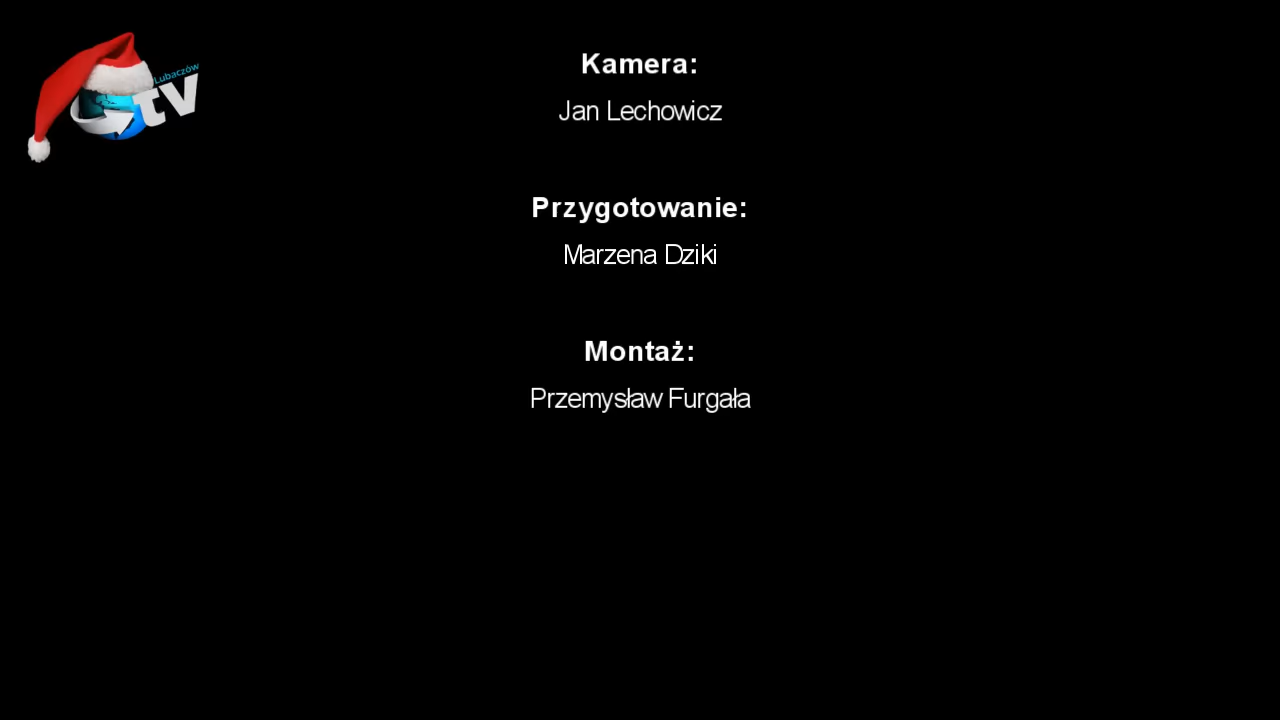 Lubaczów
tv
Kamera:
Jan Lechowicz
Przygotowanie:
Marzena Dziki
Montaż:
Przemysław Furgała